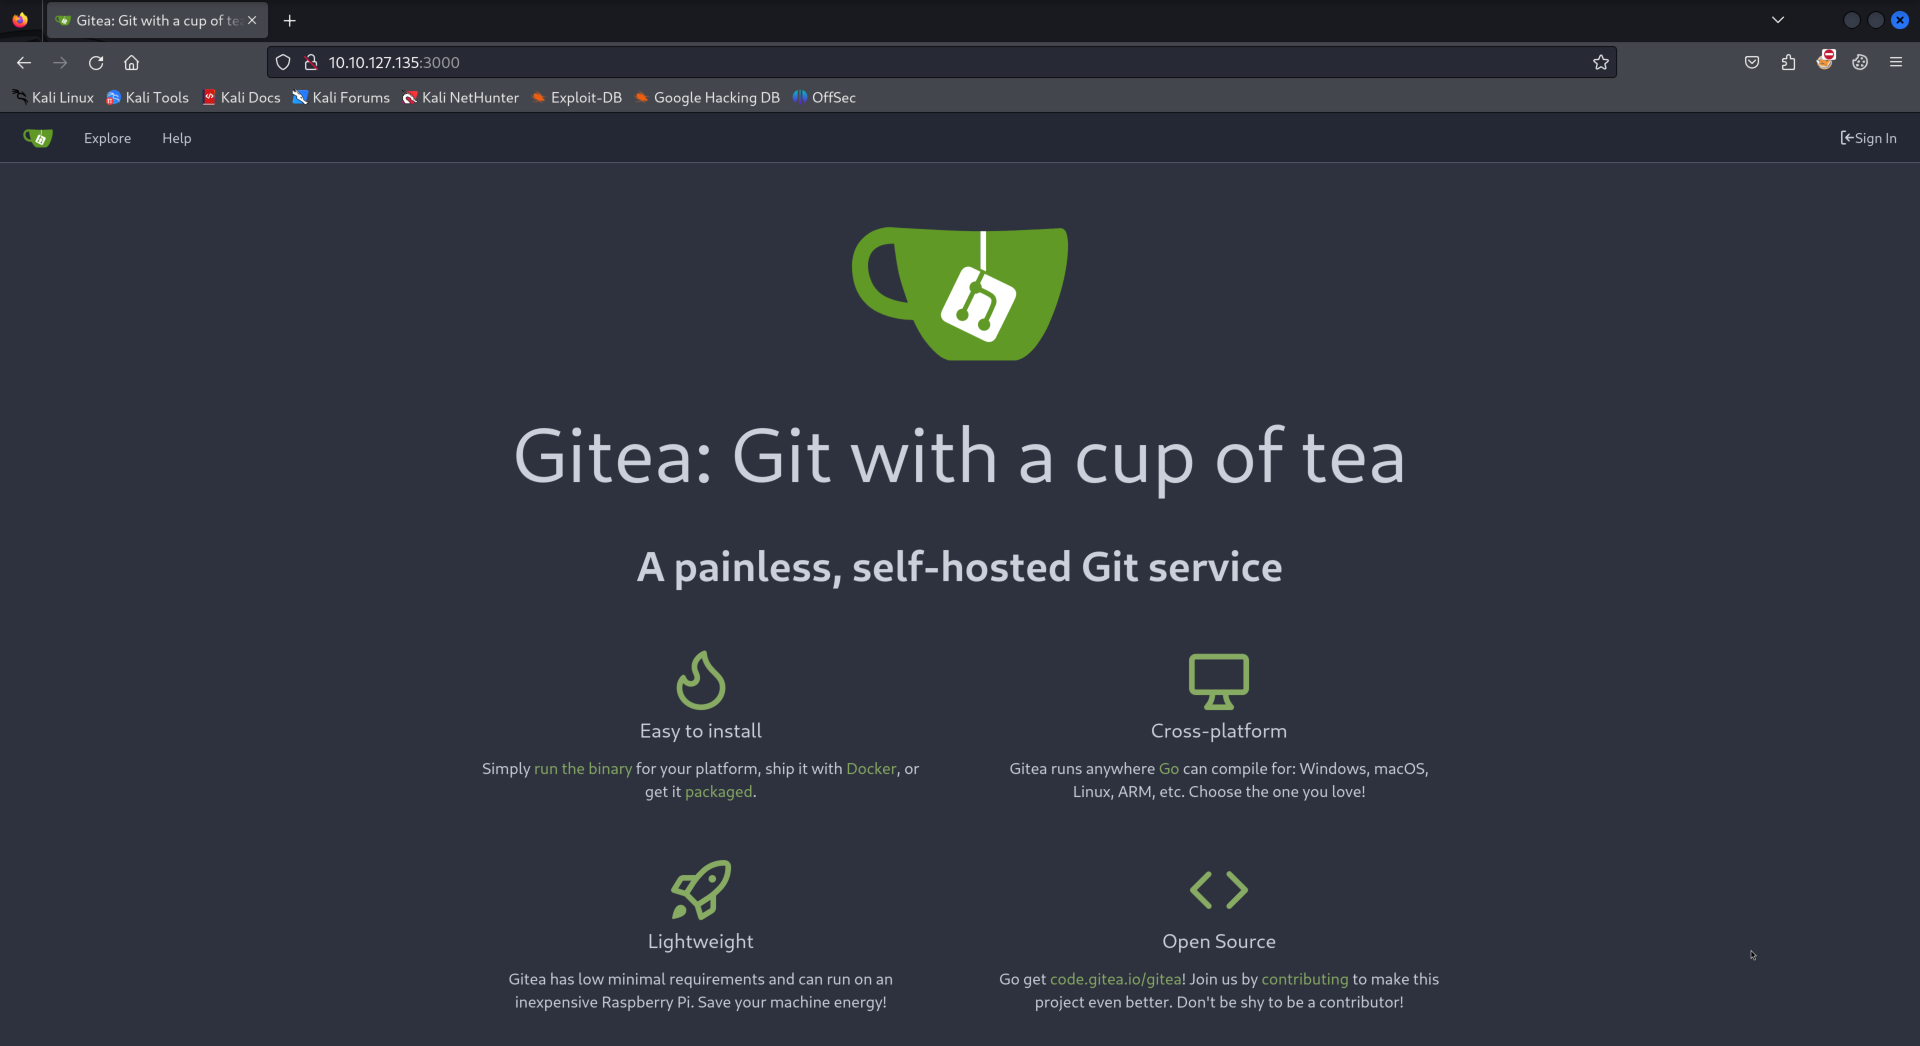 Gitea: Git with a cup of te
10.10.127.135:3000
Kali Linux Kali Tools Kali Docs Kali Forums Kali NetHunter Exploit-DB Google Hacking DB OffSec
Explore Help Sign In
Gitea: Git with a cup of tea
A painless, self-hosted Git service
Easy to install
Simply run the binary for your platform, ship it with Docker, or
get it packaged.
Cross-platform
Gitea runs anywhere Go can compile for: Windows, macOS,
Linux, ARM, etc. Choose the one you love!
Lightweight
Gitea has low minimal requirements and can run on an
inexpensive Raspberry Pi. Save your machine energy!
Open Source
Go get code.gitea.io/gitea! Join us by contributing to make this
project even better. Don't be shy to be a contributor!